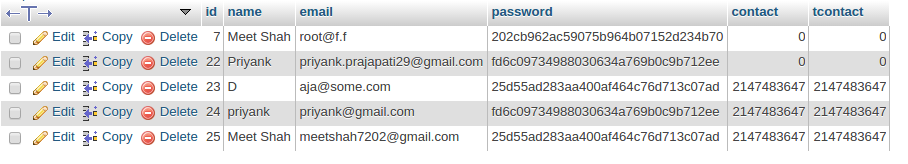 id name email password contact tcontact
Edit Copy Delete 7 Meet Shah root@f.f 202cb962ac59075b964b07152d234b70 0 0
Edit Copy Delete 22 Priyank priyank.prajapati29@gmail.com fd6c09734988030634a769b0c9b712ee 0 0
Edit Copy Delete 23 D aja@some.com 25d55ad283aa400af464c76d713c07ad 2147483647 2147483647
Edit Copy Delete 24 priyank priyank@gmail.com fd6c09734988030634a769b0c9b712ee 2147483647 2147483647
Edit Copy Delete 25 Meet Shah meetshah7202@gmail.com 25d55ad283aa400af464c76d713c07ad 2147483647 2147483647